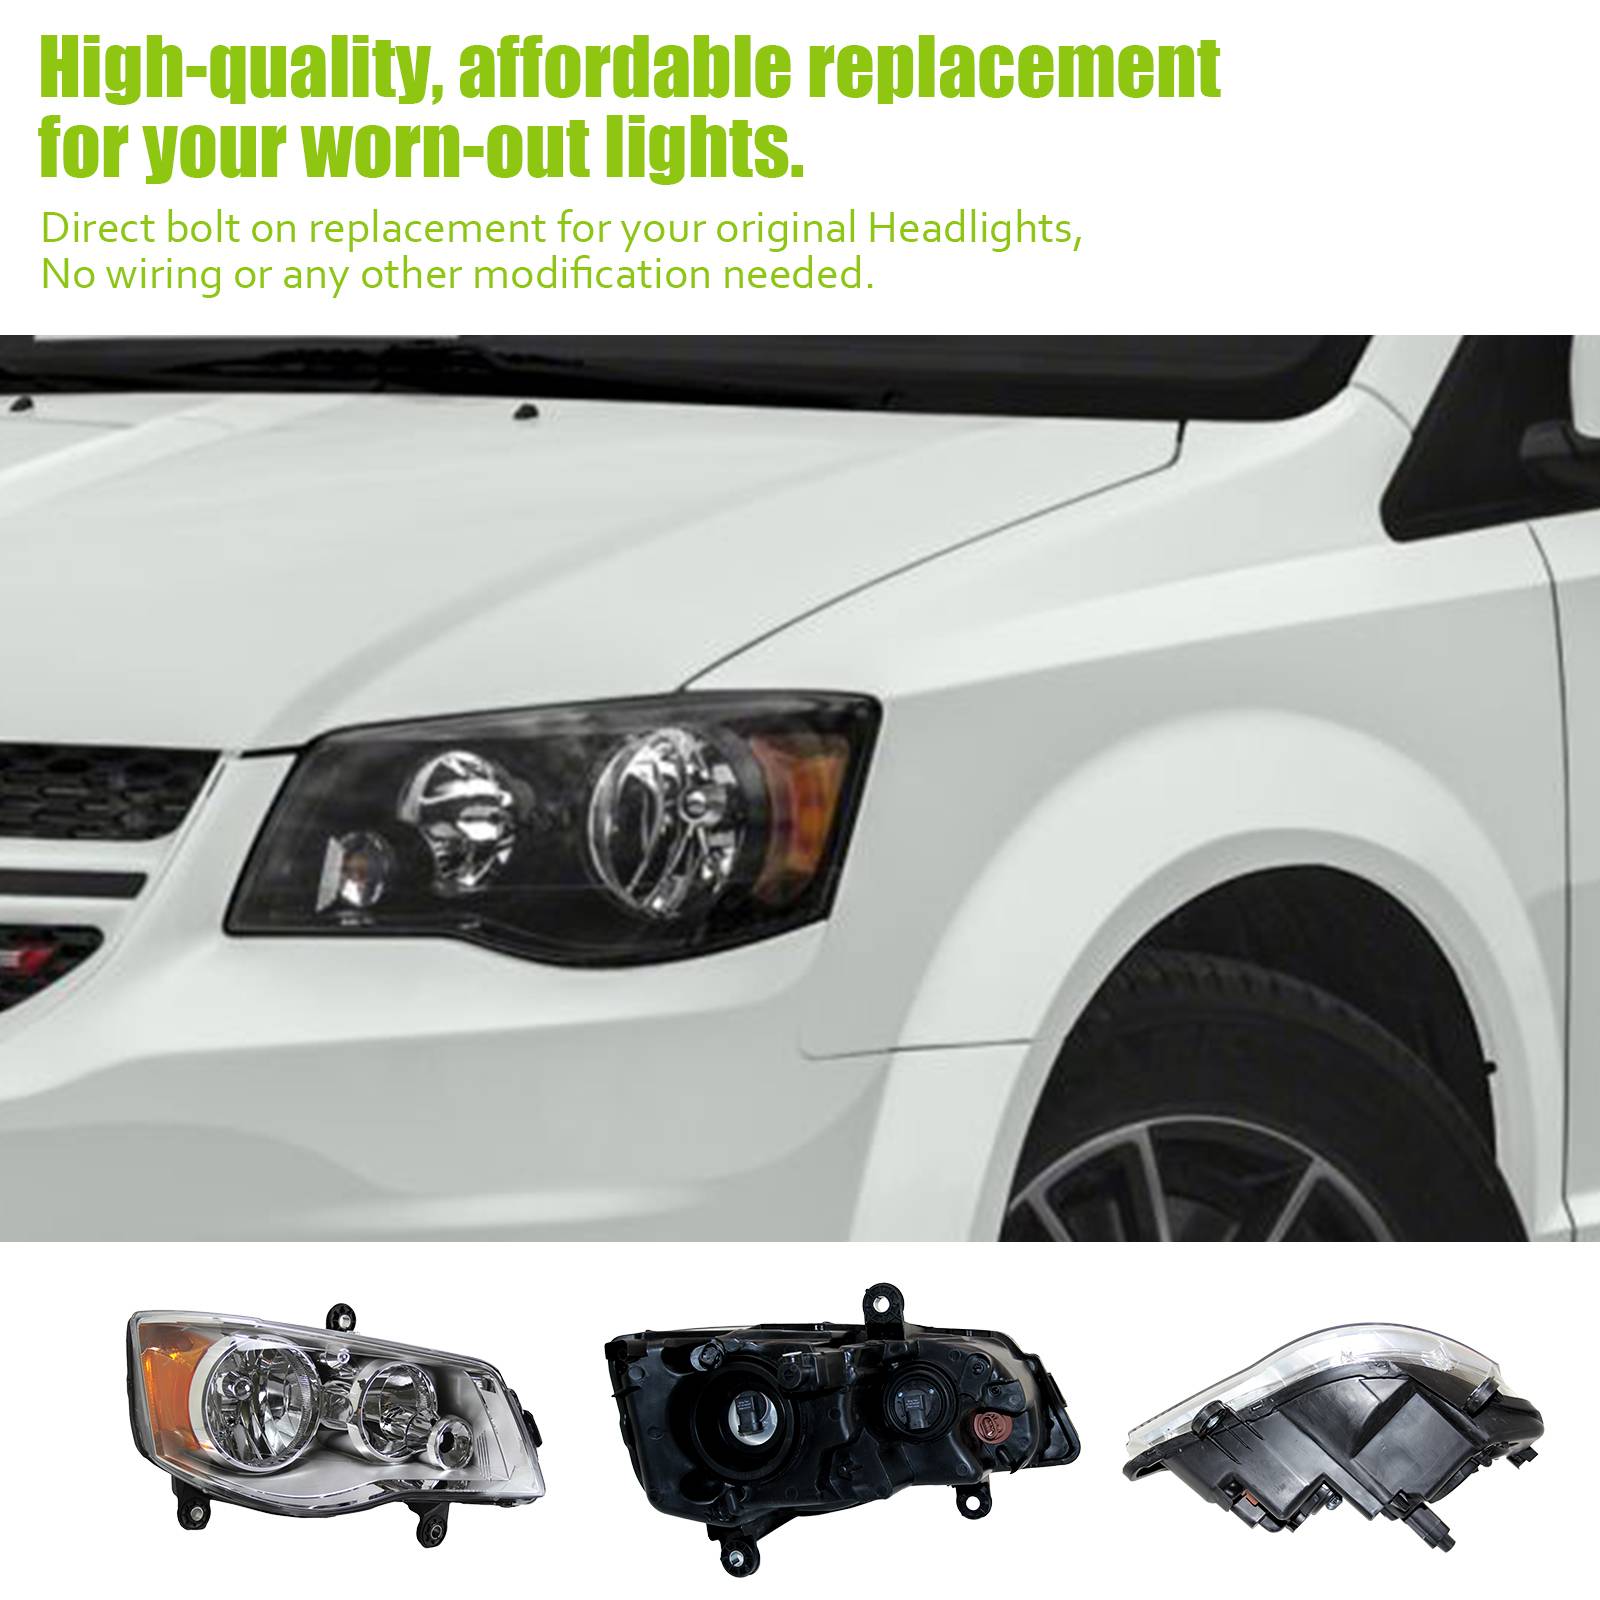 High-quality, affordable replacement
for your worn-out lights.
Direct bolt on replacement for your original Headlights,
No wiring or any other modification needed.